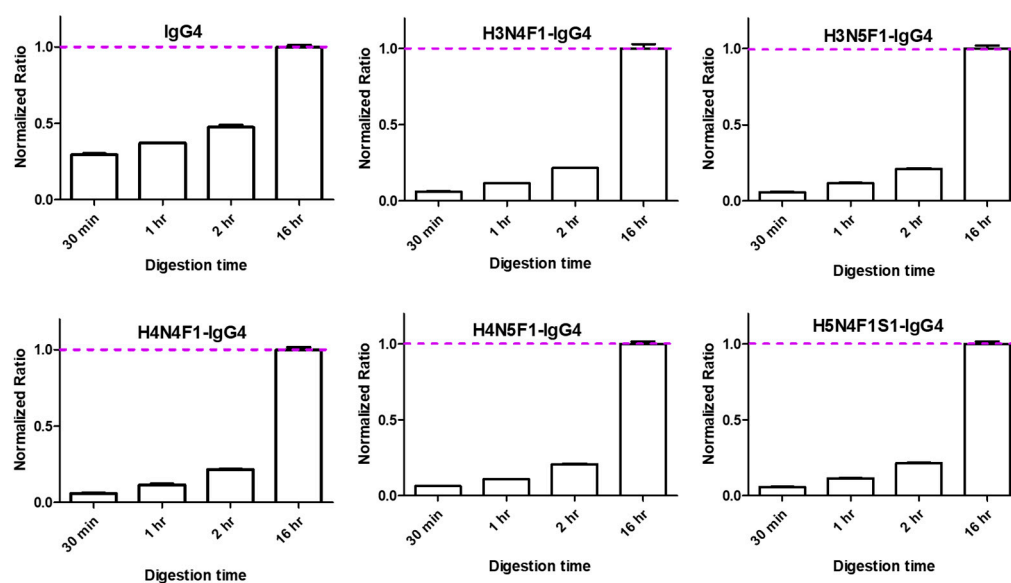 IgG4
Normalized Ratio
1.0
0.5
0.0
30 min
1 hr
2 hr
16 hr
Digestion time
H3N4F1-IgG4
Normalized Ratio
1.0
0.5
0.0
30 min
1 hr
2 hr
16 hr
Digestion time
H3N5F1-IgG4
Normalized Ratio
1.0
0.5
0.0
30 min
1 hr
2 hr
16 hr
Digestion time
H4N4F1-IgG4
Normalized Ratio
1.0
0.5
0.0
30 min
1 hr
2 hr
16 hr
Digestion time
H4N5F1-IgG4
Normalized Ratio
1.0
0.5
0.0
30 min
1 hr
2 hr
16 hr
Digestion time
H5N4F1S1-IgG4
Normalized Ratio
1.0
0.5
0.0
30 min
1 hr
2 hr
16 hr
Digestion time